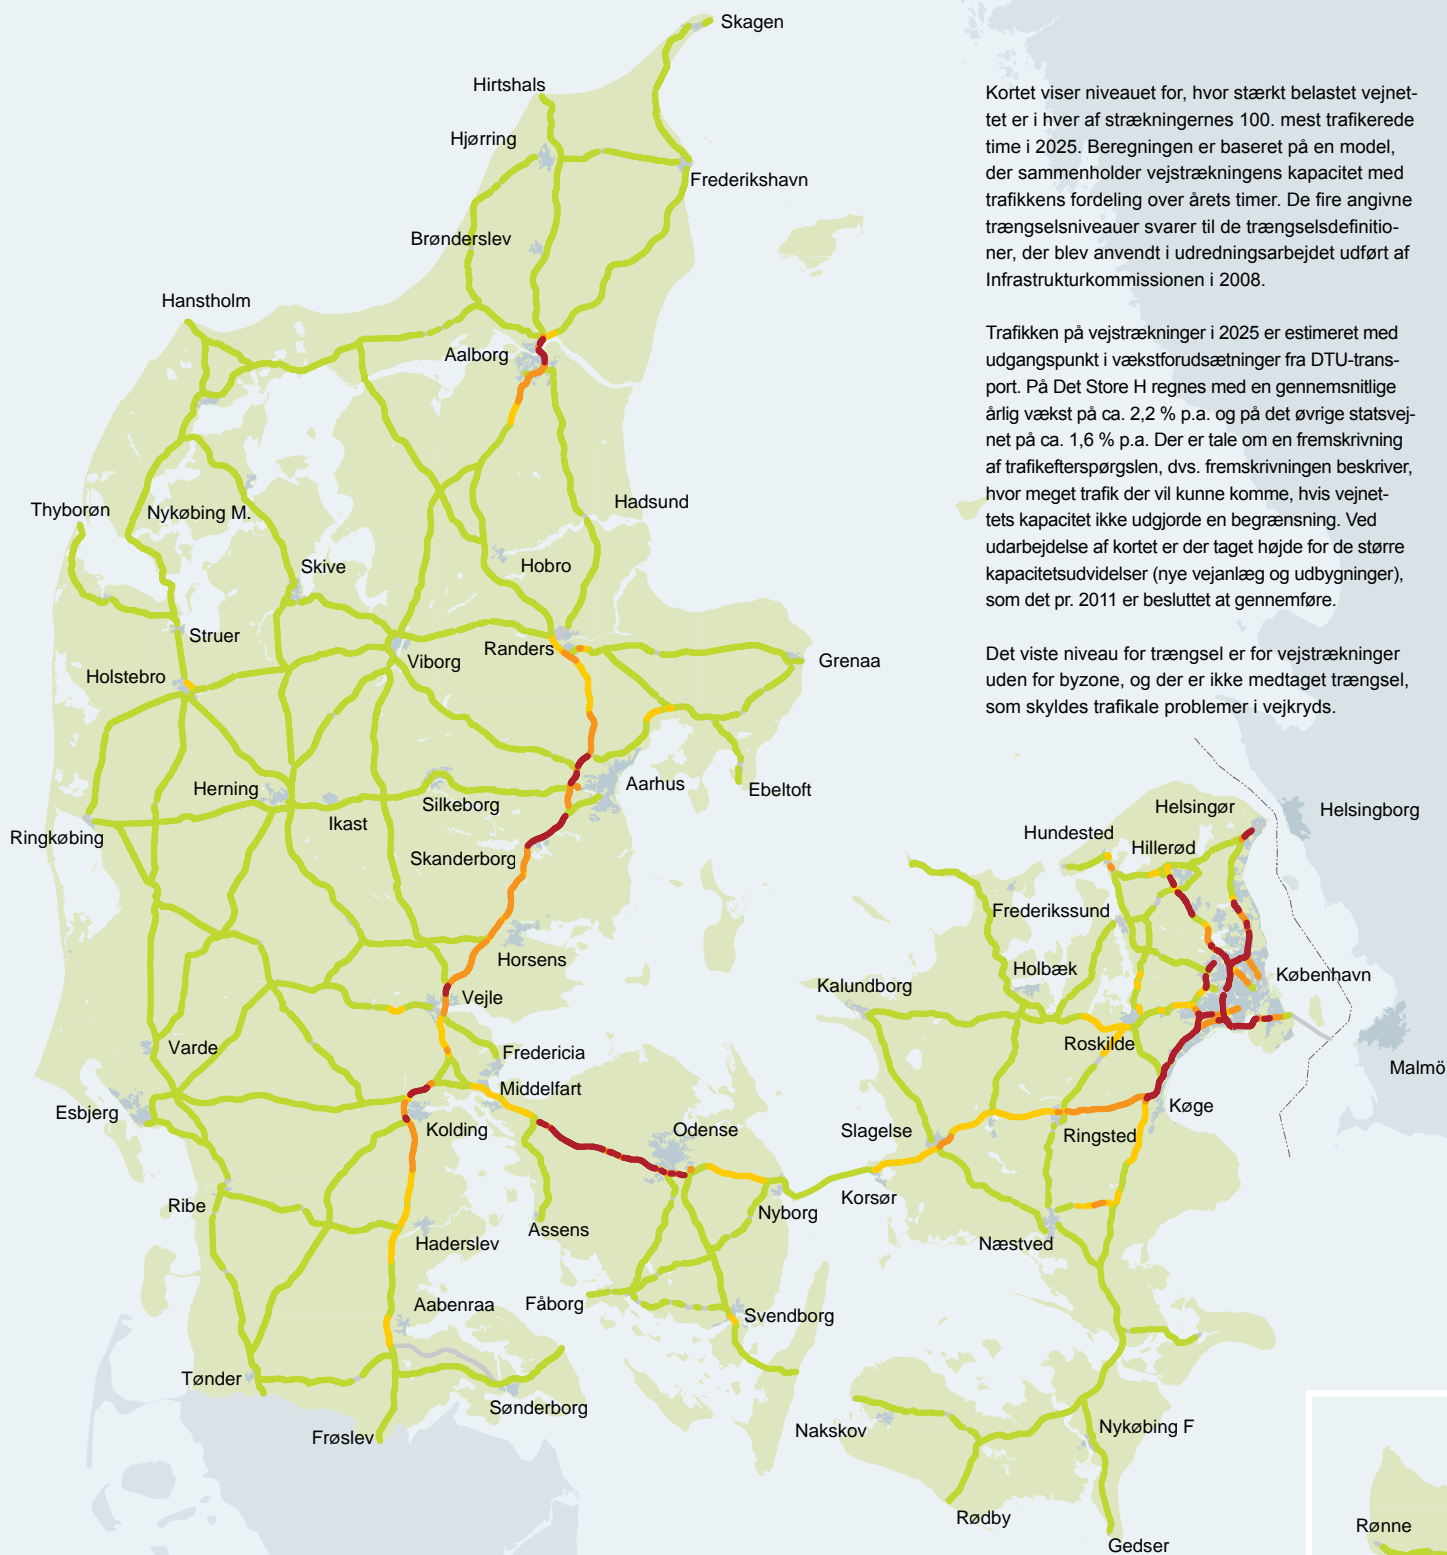 Skagen
Hirtshals
Hjørring
Frederikshavn
Brønderslev
Hanstholm
Aalborg
Kortet viser niveauet for, hvor stærkt belastet vejnet-
tet er i hver af strækningernes 100. mest trafikerede
time i 2025. Beregningen er baseret på en model,
der sammenholder vejstrækningens kapacitet med
trafikkens fordeling over årets timer. De fire angivne
trængselsniveauer svarer til de trængselsdefinitio-
ner, der blev anvendt i udredningsarbejdet udført af
Infrastrukturkommissionen i 2008.
Trafikken på vejstrækninger i 2025 er estimeret med
udgangspunkt i vækstforudsætninger fra DTU-trans-
port. På Det Store H regnes med en gennemsnitlige
årlig vækst på ca. 2,2 % p.a. og på det øvrige statsvej-
net på ca. 1,6 % p.a. Der er tale om en fremskrivning
af trafikefterspørgslen, dvs. fremskrivningen beskriver,
hvor meget trafik der vil kunne komme, hvis vejnet-
tets kapacitet ikke udgjorde en begrænsning. Ved
udarbejdelse af kortet er der taget højde for de større
kapacitetsudvidelser (nye vejanlæg og udbygninger),
som det pr. 2011 er besluttet at gennemføre.
Det viste niveau for trængsel er for vejstrækninger
uden for byzone, og der er ikke medtaget trængsel,
som skyldes trafikale problemer i vejkryds.
Thyborøn
Nykøbing M.
Hadsund
Skive
Hobro
Struer
Viborg
Randers
Grenaa
Holstebro
Herning
Ikast
Silkeborg
Aarhus
Ebeltoft
Ringkøbing
Skanderborg
Helsingør
Helsingborg
Hundested
Hillerød
Frederikssund
Horsens
Holbæk
København
Kalundborg
Vejle
Varde
Fredericia
Roskilde
Malmö
Middelfart
Esbjerg
Kolding
Odense
Slagelse
Ringsted
Køge
Ribe
Korsør
Nyborg
Assens
Haderslev
Næstved
Aabenraa
Fåborg
Svendborg
Tønder
Sønderborg
Frøslev
Nakskov
Nykøbing F
Rødby
Gedser
Rønne